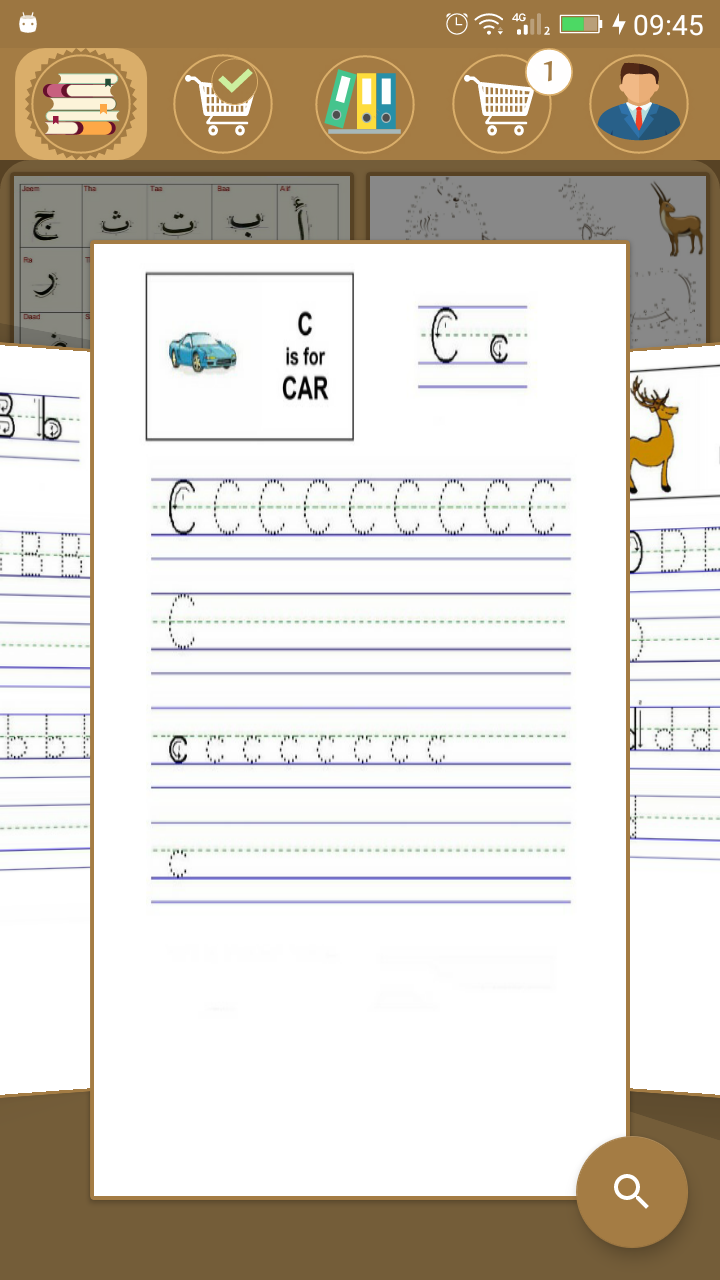 4G
2
09:45
1
Jeem Tha Taa Baa Alif
ج ث ت ب أ
Ra
ر
Daad
C
is for
CAR
C c
B b
C C C C C C C C C
B B
D D
C
b b
c c c c c c c c
d d d
c